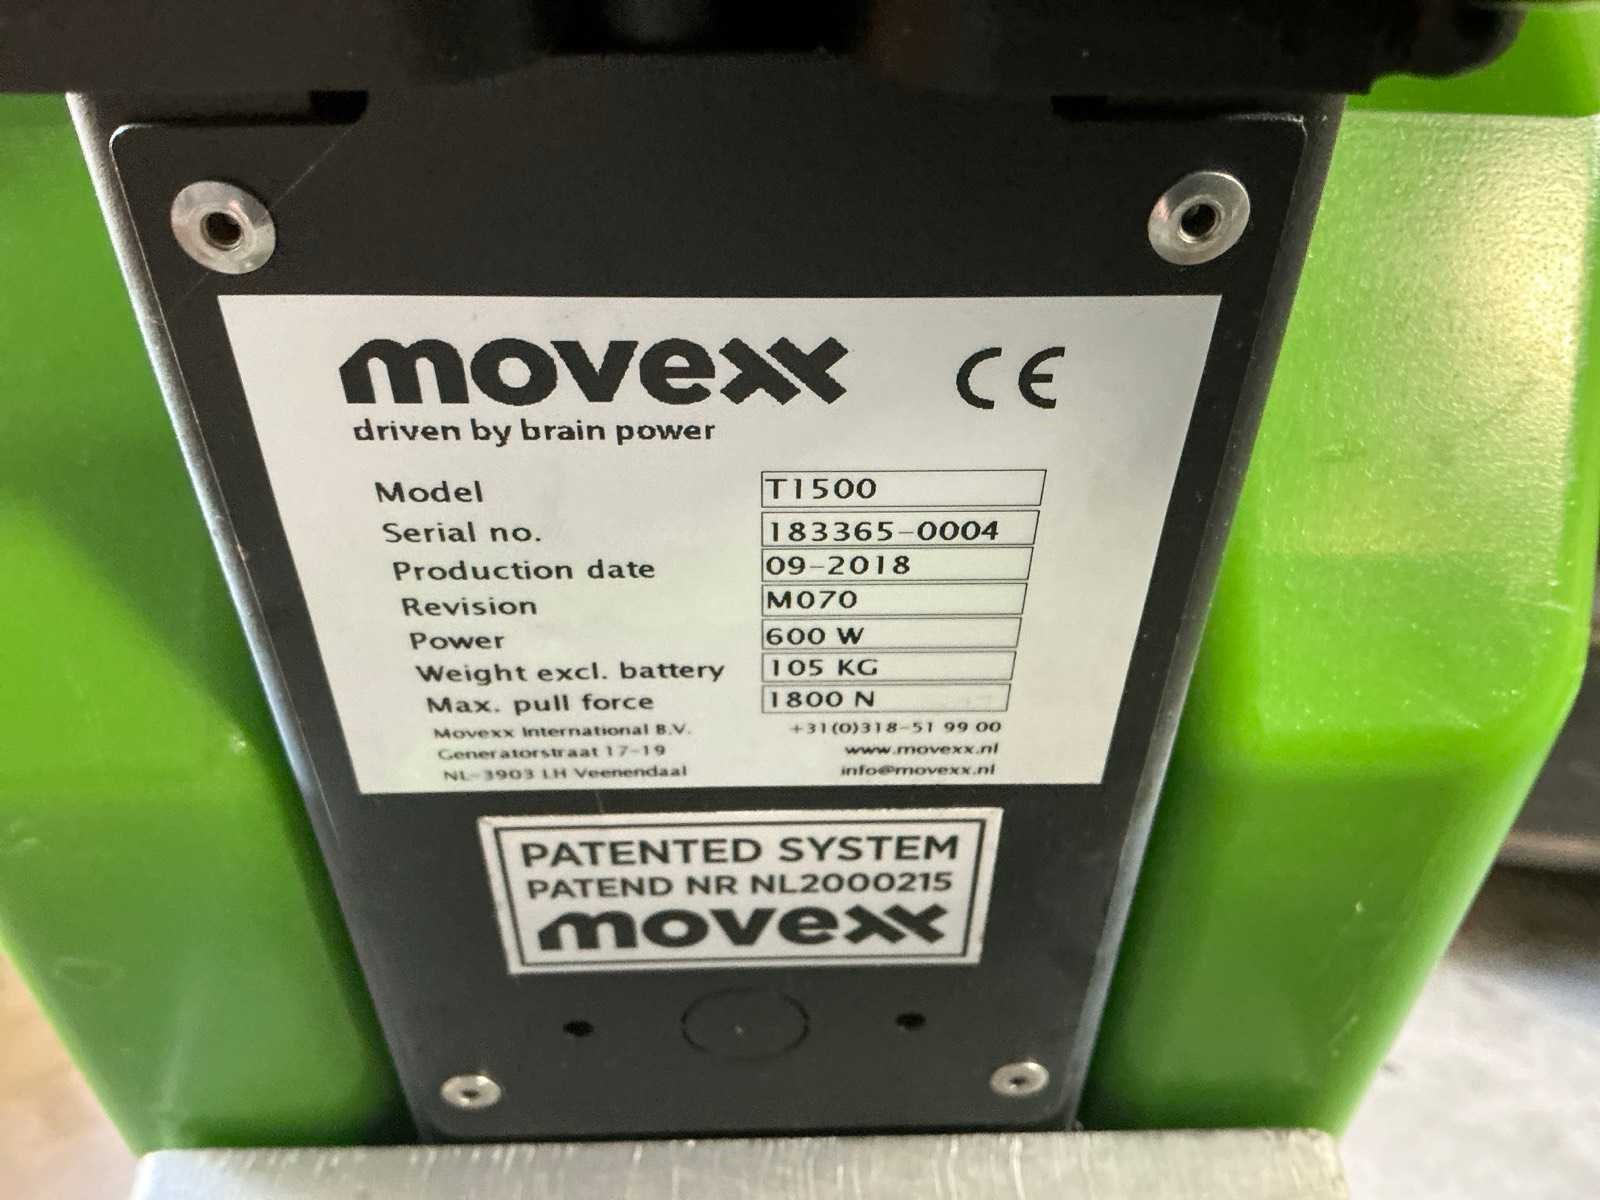 movexx CE
driven by brain power
Model T1500
Serial no. 183365-0004
Production date 09-2018
Revision M070
Power 600 W
Weight excl. battery 105 KG
Max. pull force 1800 N
Movexx International B.V. +31(0)318-51 99 00
Generatorstraat 17-19 www.movexx.nl
NL-3903 LH Veenendaal info@movexx.nl
PATENTED SYSTEM
PATEND NR NL2000215
movexx